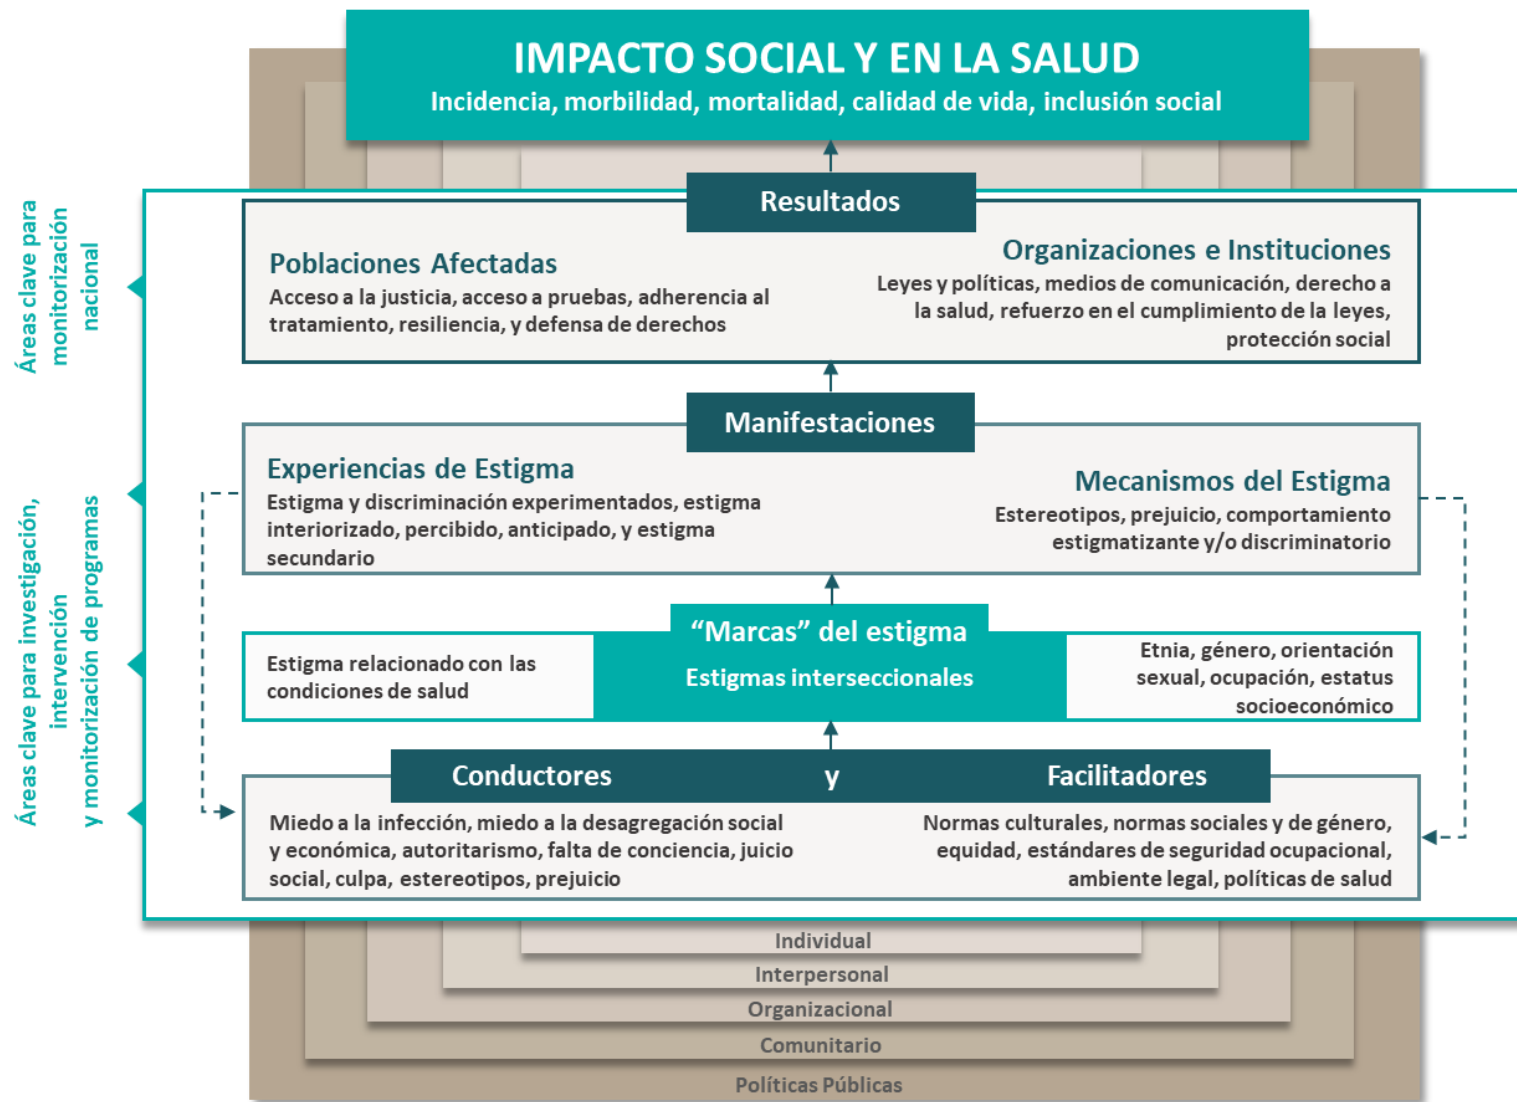 IMPACTO SOCIAL Y EN LA SALUD
Incidencia, morbilidad, mortalidad, calidad de vida, inclusión social
Resultados
Poblaciones Afectadas
Acceso a la justicia, acceso a pruebas, adherencia al
tratamiento, resiliencia, y defensa de derechos
Organizaciones e Instituciones
Leyes y políticas, medios de comunicación, derecho a
la salud, refuerzo en el cumplimiento de la leyes,
protección social
Manifestaciones
Experiencias de Estigma
Estigma y discriminación experimentados, estigma
interiorizado, percibido, anticipado, y estigma
secundario
Mecanismos del Estigma
Estereotipos, prejuicio, comportamiento
estigmatizante y/o discriminatorio
“Marcas” del estigma
Estigmas interseccionales
Estigma relacionado con las
condiciones de salud
Etnia, género, orientación
sexual, ocupación, estatus
socioeconómico
Conductores y Facilitadores
Miedo a la infección, miedo a la desagregación social
y económica, autoritarismo, falta de conciencia, juicio
social, culpa, estereotipos, prejuicio
Normas culturales, normas sociales y de género,
equidad, estándares de seguridad ocupacional,
ambiente legal, políticas de salud
Individual
Interpersonal
Organizacional
Comunitario
Políticas Públicas
Áreas clave para
monitorización
nacional
Áreas clave para investigación,
intervención
y monitorización de programas